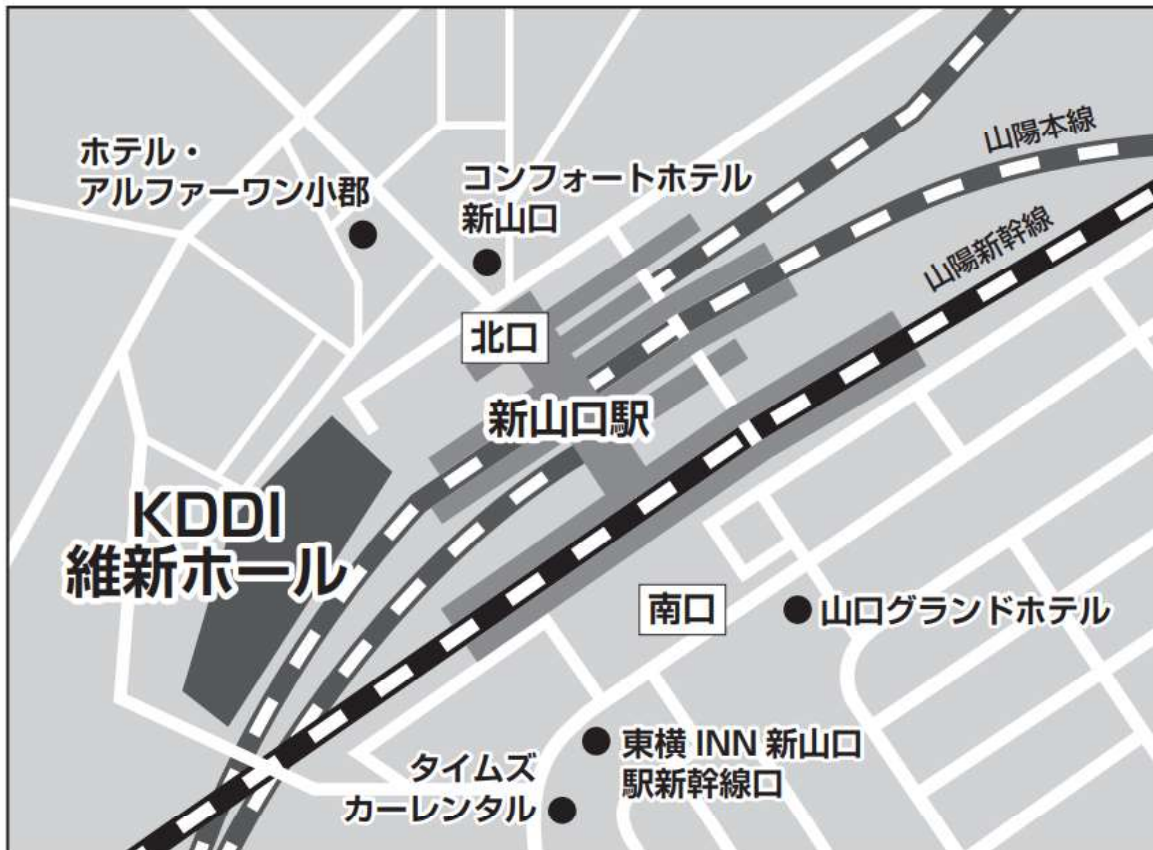 山陽本線
ホテル・
アルファーワン小郡
コンフォートホテル
新山口
山陽新幹線
北口
新山口駅
KDDI
維新ホール
南口
山口グランドホテル
東横 INN 新山口
駅新幹線口
タイムズ
カーレンタル